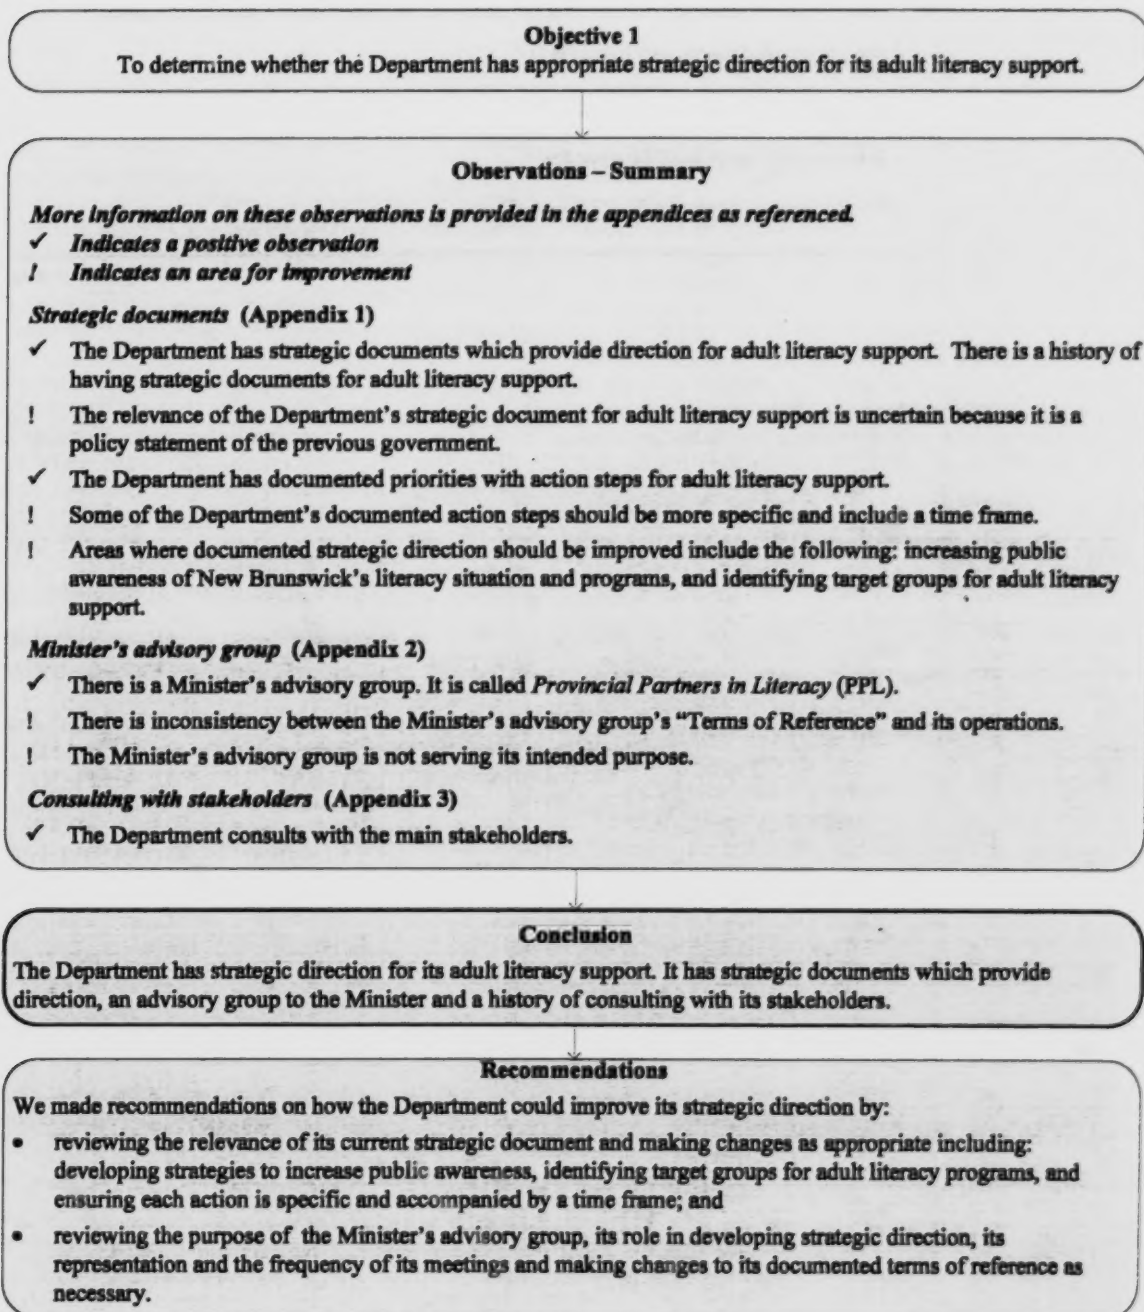 Objective 1
To determine whether the Department has appropriate strategic direction for its adult literacy support.
Observations – Summary
More information on these observations is provided in the appendices as referenced.
✓ Indicates a positive observation
! Indicates an area for improvement
Strategic documents (Appendix 1)
✓ The Department has strategic documents which provide direction for adult literacy support. There is a history of
having strategic documents for adult literacy support.
! The relevance of the Department's strategic document for adult literacy support is uncertain because it is a
policy statement of the previous government.
✓ The Department has documented priorities with action steps for adult literacy support.
! Some of the Department's documented action steps should be more specific and include a time frame.
! Areas where documented strategic direction should be improved include the following: increasing public
awareness of New Brunswick's literacy situation and programs, and identifying target groups for adult literacy
support.
Minister's advisory group (Appendix 2)
✓ There is a Minister's advisory group. It is called Provincial Partners in Literacy (PPL).
! There is inconsistency between the Minister's advisory group's "Terms of Reference" and its operations.
! The Minister's advisory group is not serving its intended purpose.
Consulting with stakeholders (Appendix 3)
✓ The Department consults with the main stakeholders.
Conclusion
The Department has strategic direction for its adult literacy support. It has strategic documents which provide
direction, an advisory group to the Minister and a history of consulting with its stakeholders.
Recommendations
We made recommendations on how the Department could improve its strategic direction by:
• reviewing the relevance of its current strategic document and making changes as appropriate including:
developing strategies to increase public awareness, identifying target groups for adult literacy programs, and
ensuring each action is specific and accompanied by a time frame; and
• reviewing the purpose of the Minister's advisory group, its role in developing strategic direction, its
representation and the frequency of its meetings and making changes to its documented terms of reference as
necessary.